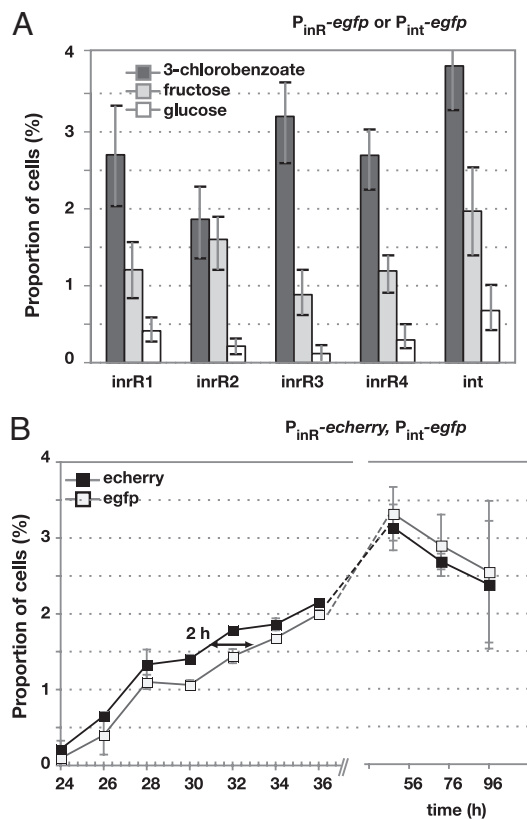 A
PinR-egfp or Pint-egfp
Proportion of cells (%)
4
3
2
1
0
3-chlorobenzoate
fructose
glucose
inrR1 inrR2 inrR3 inrR4 int
B
PinR-echerry, Pint-egfp
Proportion of cells (%)
4
3
2
1
0
echerry
egfp
2 h
24 26 28 30 32 34 36 // 56 76 96
time (h)